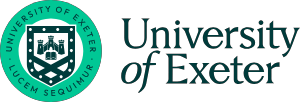 UNIVERSITY OF EXETER
LUCEM SEQUIMUR
University
of Exeter